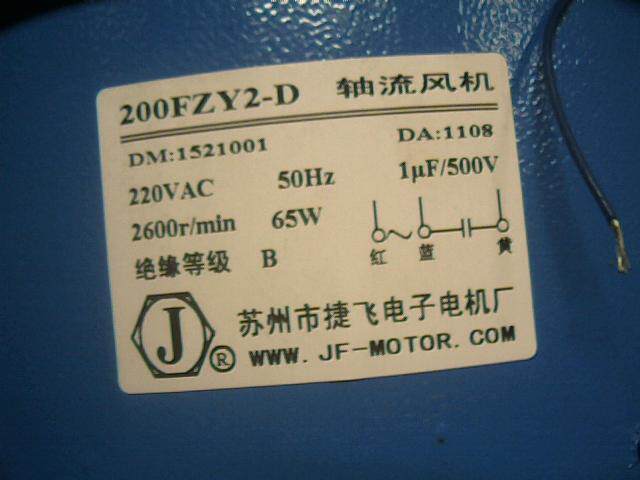 200FZY2-D 轴流风机
DM:1521001 DA:1108
220VAC 50Hz 1μF/500V
2600r/min 65W
红 ~ 蓝 黄
绝缘等级 B
J ® 苏州市捷飞电子电机厂
WWW.JF-MOTOR.COM